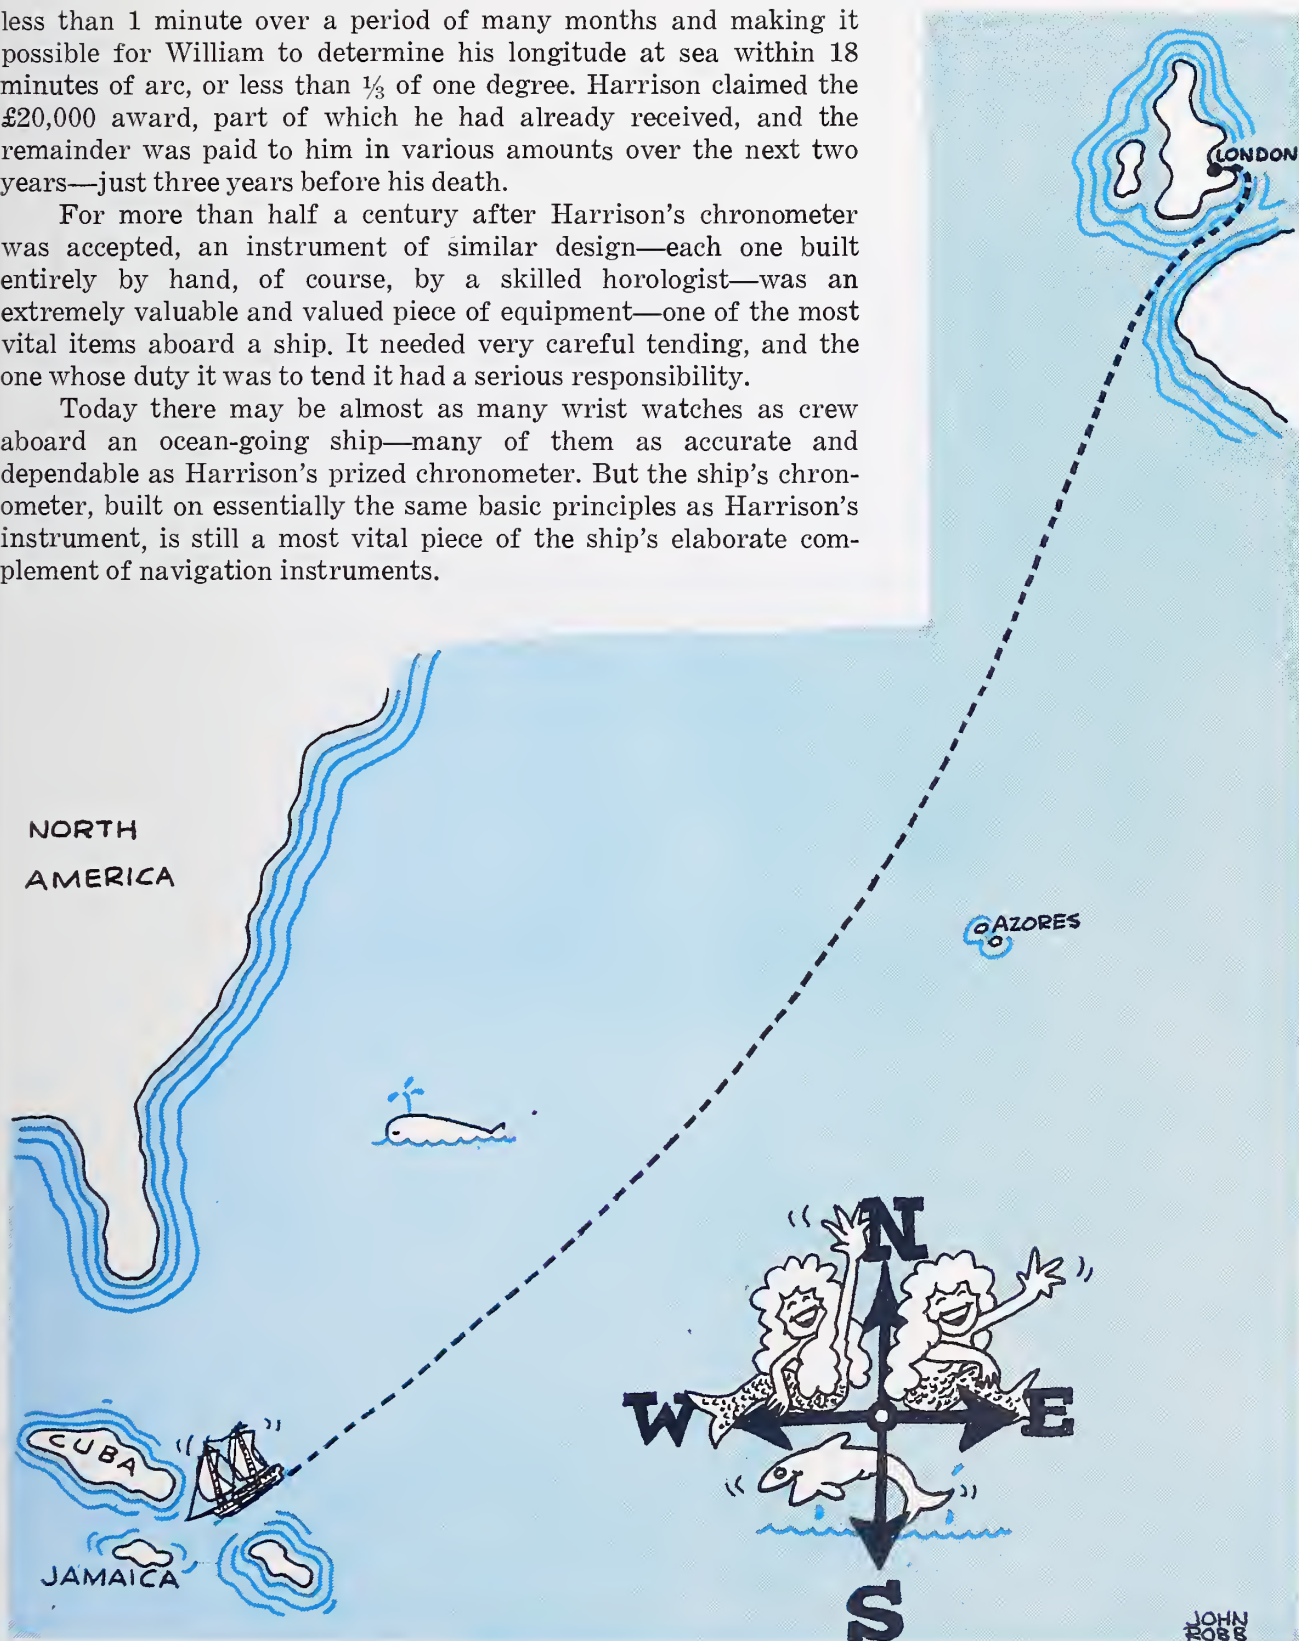 less than 1 minute over a period of many months and making it
possible for William to determine his longitude at sea within 18
minutes of arc, or less than ⅓ of one degree. Harrison claimed the
£20,000 award, part of which he had already received, and the
remainder was paid to him in various amounts over the next two
years—just three years before his death.
For more than half a century after Harrison's chronometer
was accepted, an instrument of similar design—each one built
entirely by hand, of course, by a skilled horologist—was an
extremely valuable and valued piece of equipment—one of the most
vital items aboard a ship. It needed very careful tending, and the
one whose duty it was to tend it had a serious responsibility.
Today there may be almost as many wrist watches as crew
aboard an ocean-going ship—many of them as accurate and
dependable as Harrison's prized chronometer. But the ship's chron-
ometer, built on essentially the same basic principles as Harrison's
instrument, is still a most vital piece of the ship's elaborate com-
plement of navigation instruments.
LONDON
NORTH
AMERICA
AZORES
N
W
E
S
CUBA
JAMAICA
JOHN
ROBB